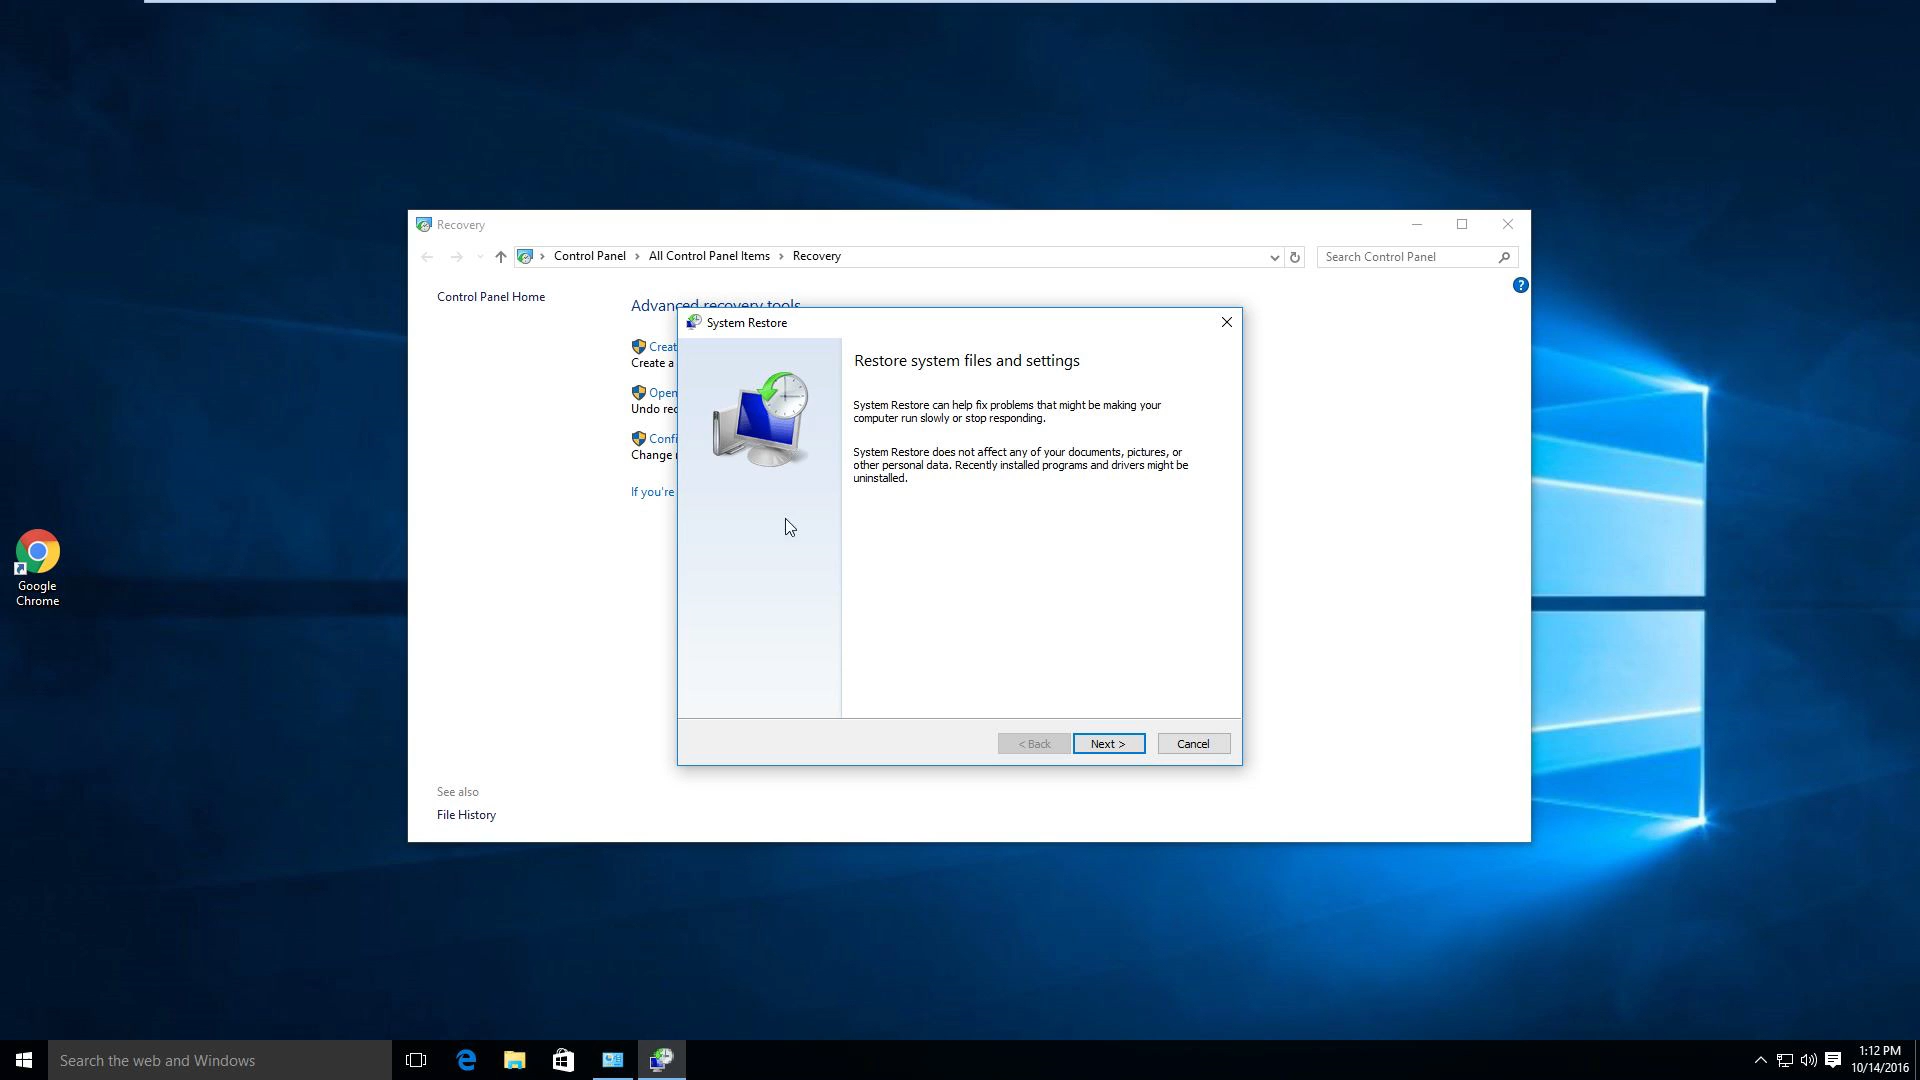 Recovery
Control Panel › All Control Panel Items › Recovery
Search Control Panel
?
Control Panel Home
Advanced recovery tools
Creat
Create a
Open
Undo rec
Confi
Change
If you're
System Restore
Restore system files and settings
System Restore can help fix problems that might be making your
computer run slowly or stop responding.
System Restore does not affect any of your documents, pictures, or
other personal data. Recently installed programs and drivers might be
uninstalled.
< Back
Next >
Cancel
See also
File History
Google
Chrome
Search the web and Windows
1:12 PM
10/14/2016